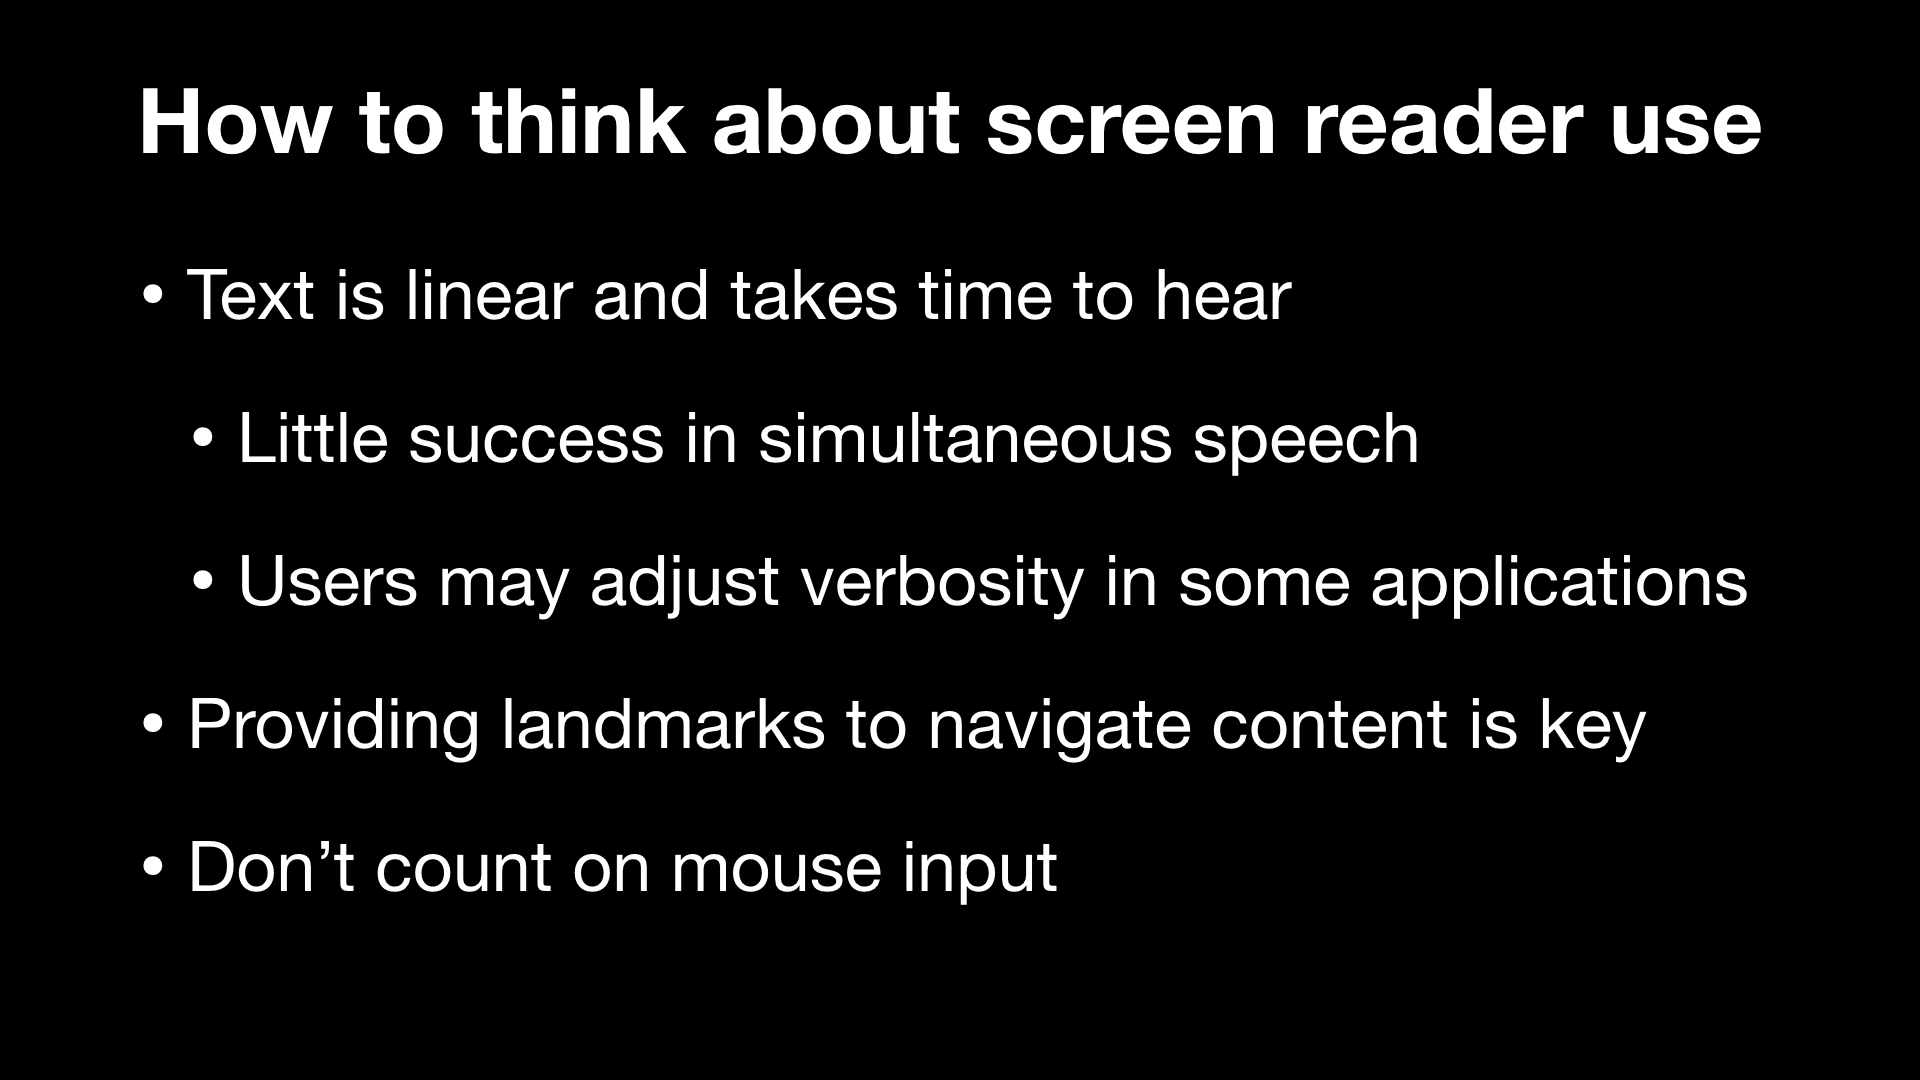 How to think about screen reader use
• Text is linear and takes time to hear
• Little success in simultaneous speech
• Users may adjust verbosity in some applications
• Providing landmarks to navigate content is key
• Don’t count on mouse input